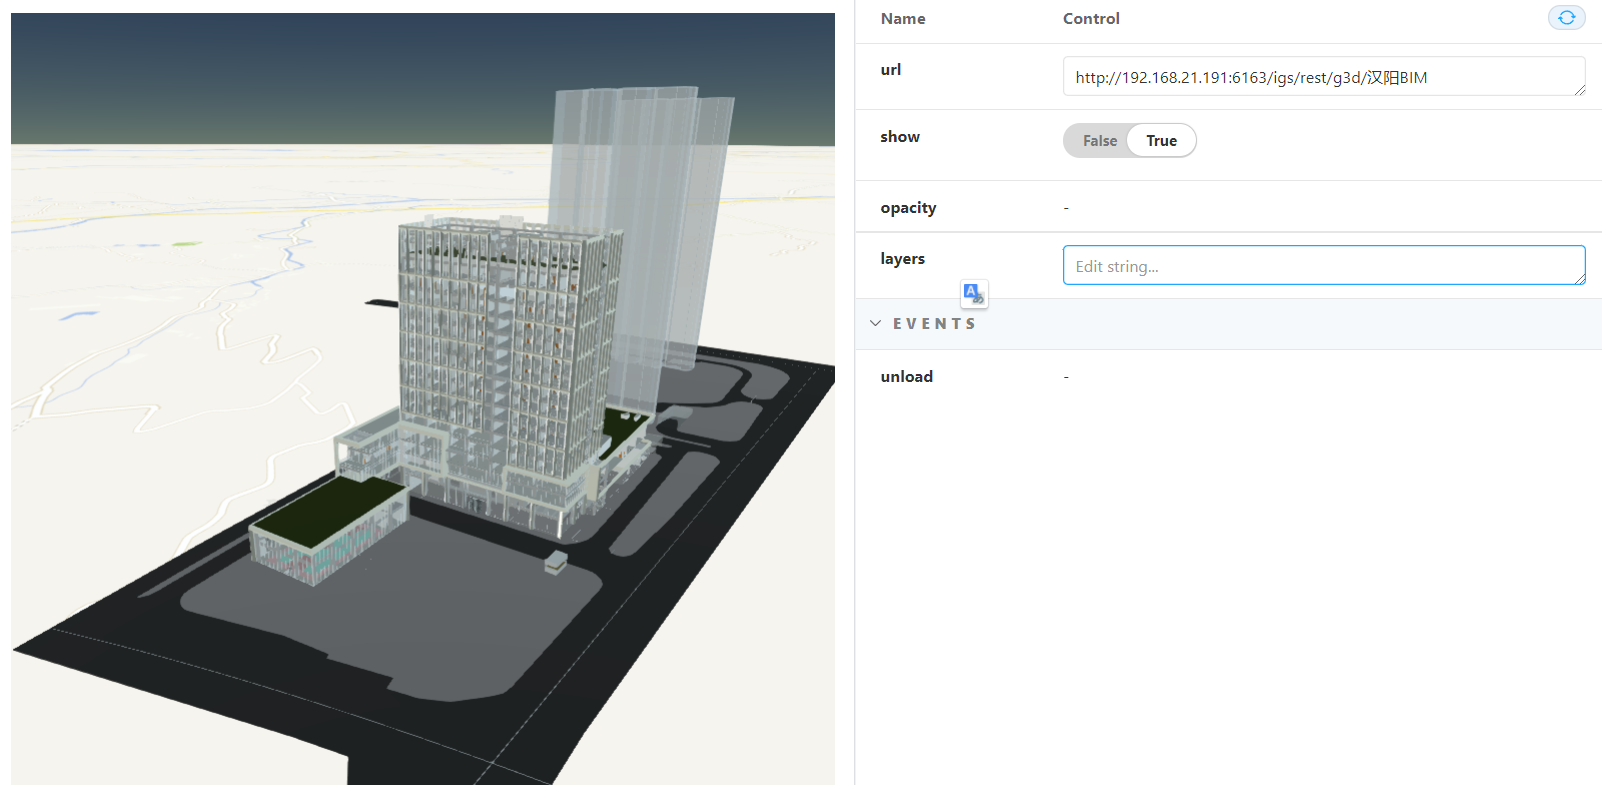 Name Control
url http://192.168.21.191:6163/igs/rest/g3d/汉阳BIM
show False True
opacity -
layers Edit string...
EVENTS
unload -